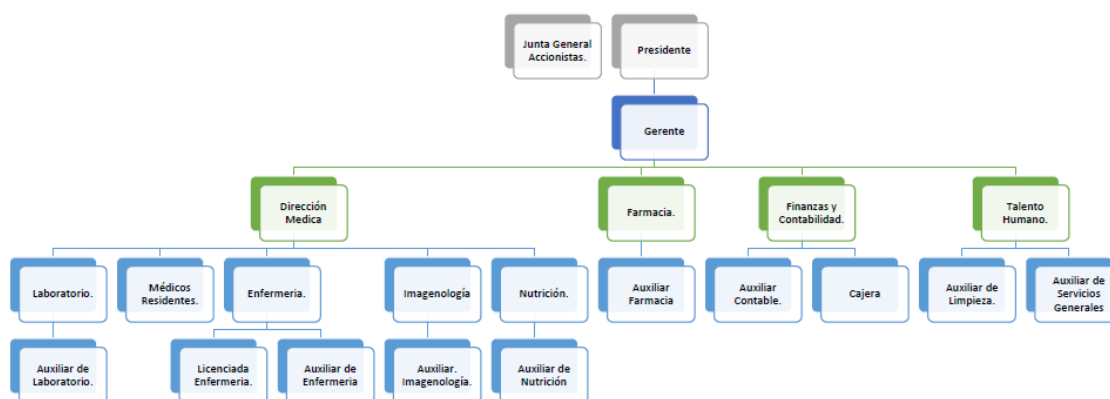 Junta General
Accionistas.
Presidente
Gerente
Dirección
Medica
Farmacia.
Finanzas y
Contabilidad.
Talento
Humano.
Laboratorio.
Médicos
Residentes.
Enfermeria.
Imagenología
Nutrición.
Auxiliar
Farmacia
Auxiliar
Contable.
Cajera
Auxiliar de
Limpieza.
Auxiliar de
Servicios
Generales
Auxiliar de
Laboratorio.
Licenciada
Enfermeria.
Auxiliar de
Enfermeria
Auxiliar.
Imagenología.
Auxiliar de
Nutrición